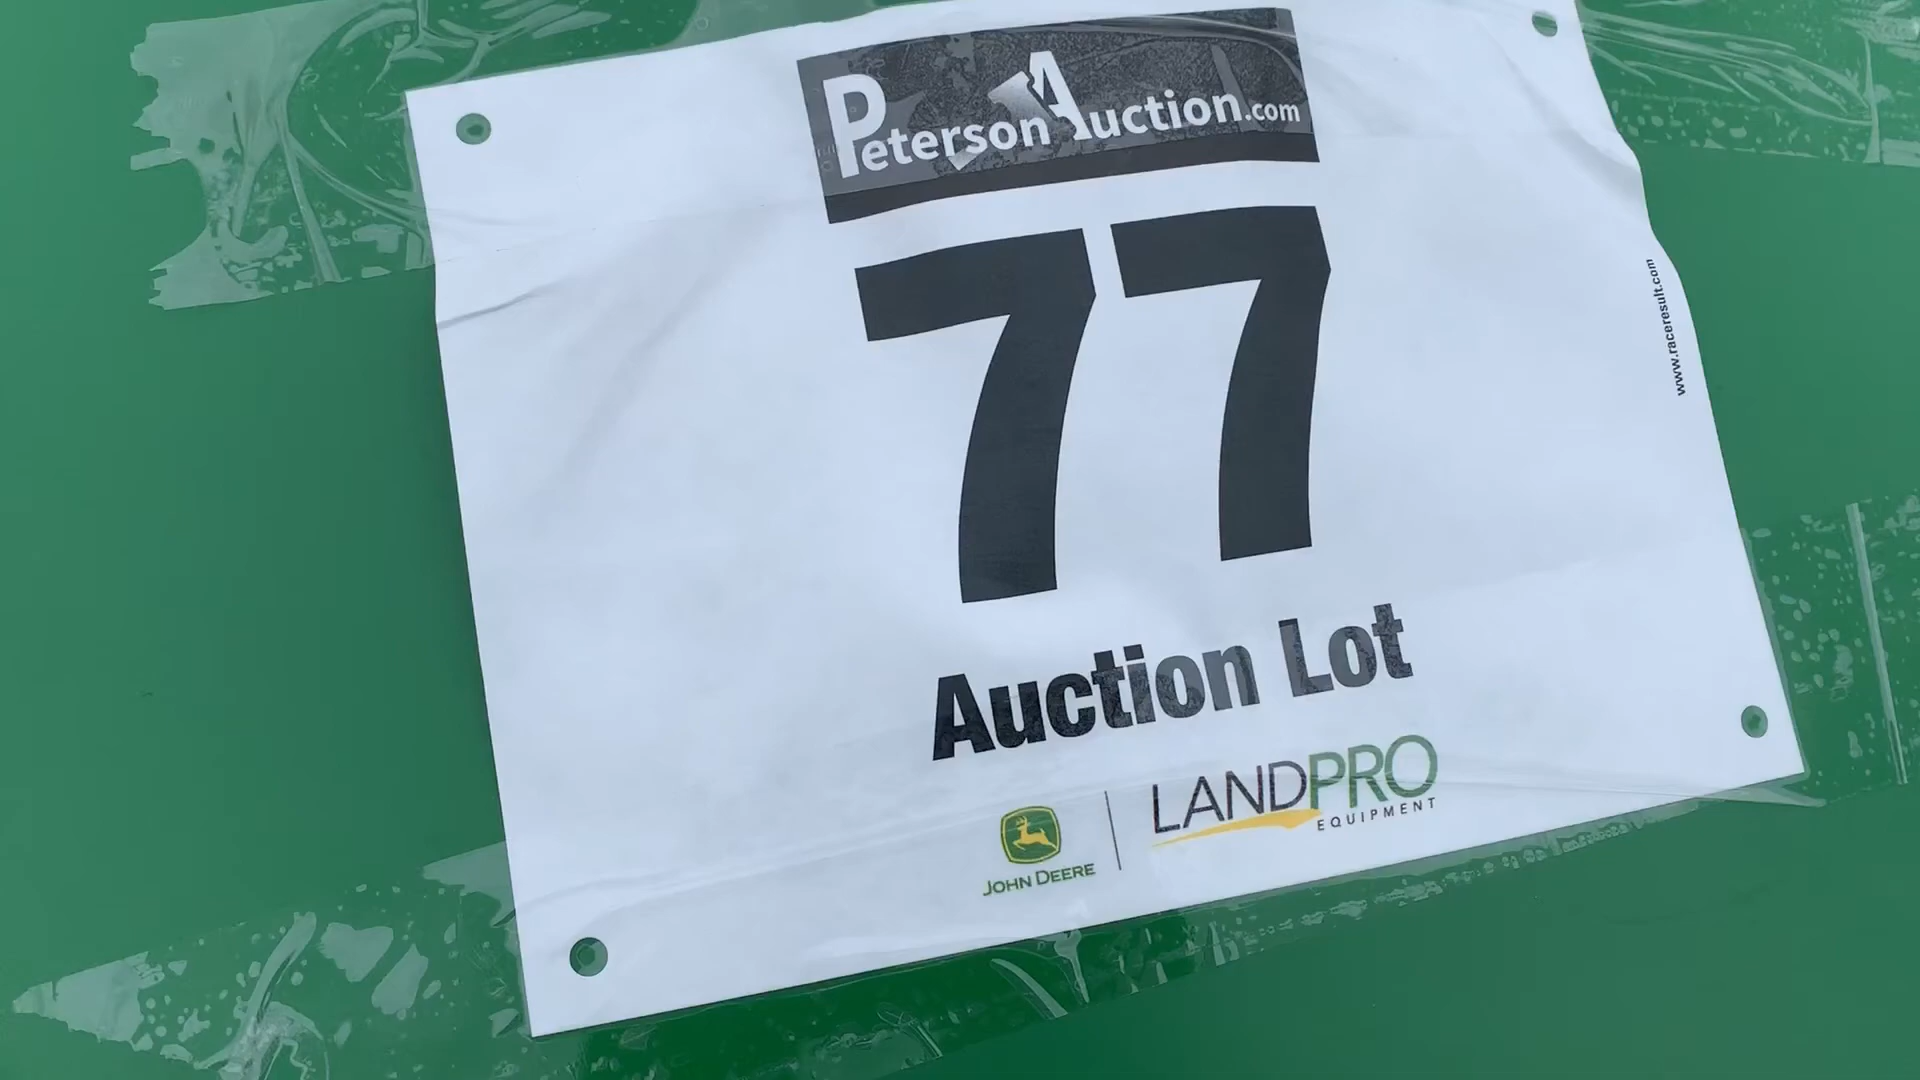 PetersonAuction.com
77
Auction Lot
JOHN DEERE
LANDPRO
EQUIPMENT
www.raceresult.com